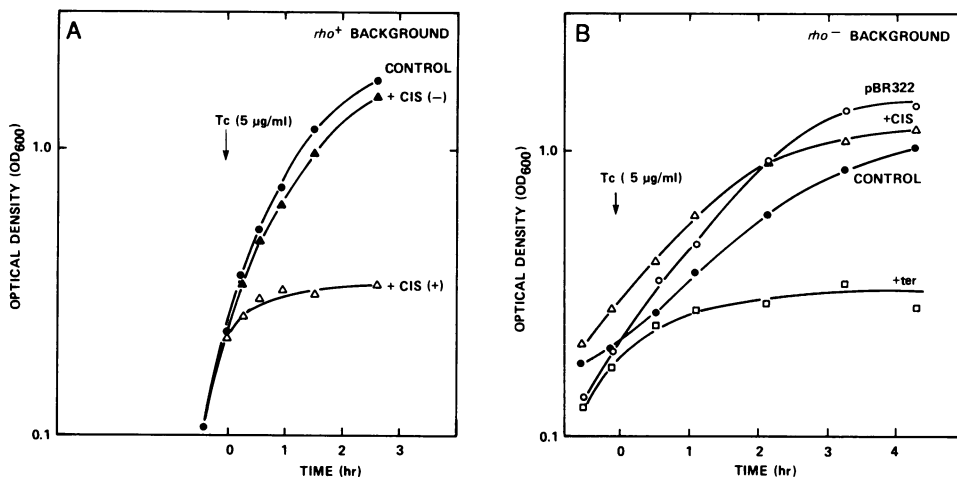 A
rho⁺ BACKGROUND
CONTROL
+ CIS (−)
Tc (5 µg/ml)
1.0
+ CIS (+)
0.1
0 1 2 3
TIME (hr)
OPTICAL DENSITY (OD₆₀₀)
B
rho⁻ BACKGROUND
pBR322
+CIS
1.0
CONTROL
Tc ( 5 µg/ml)
+ter
0.1
0 1 2 3 4
TIME (hr)
OPTICAL DENSITY (OD₆₀₀)